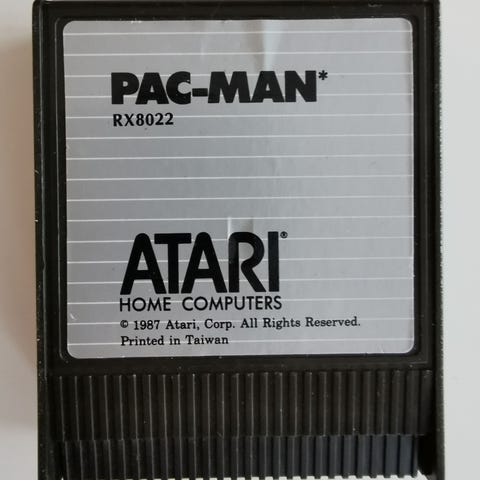 PAC-MAN*
RX8022
ATARI®
HOME COMPUTERS
© 1987 Atari, Corp. All Rights Reserved.
Printed in Taiwan